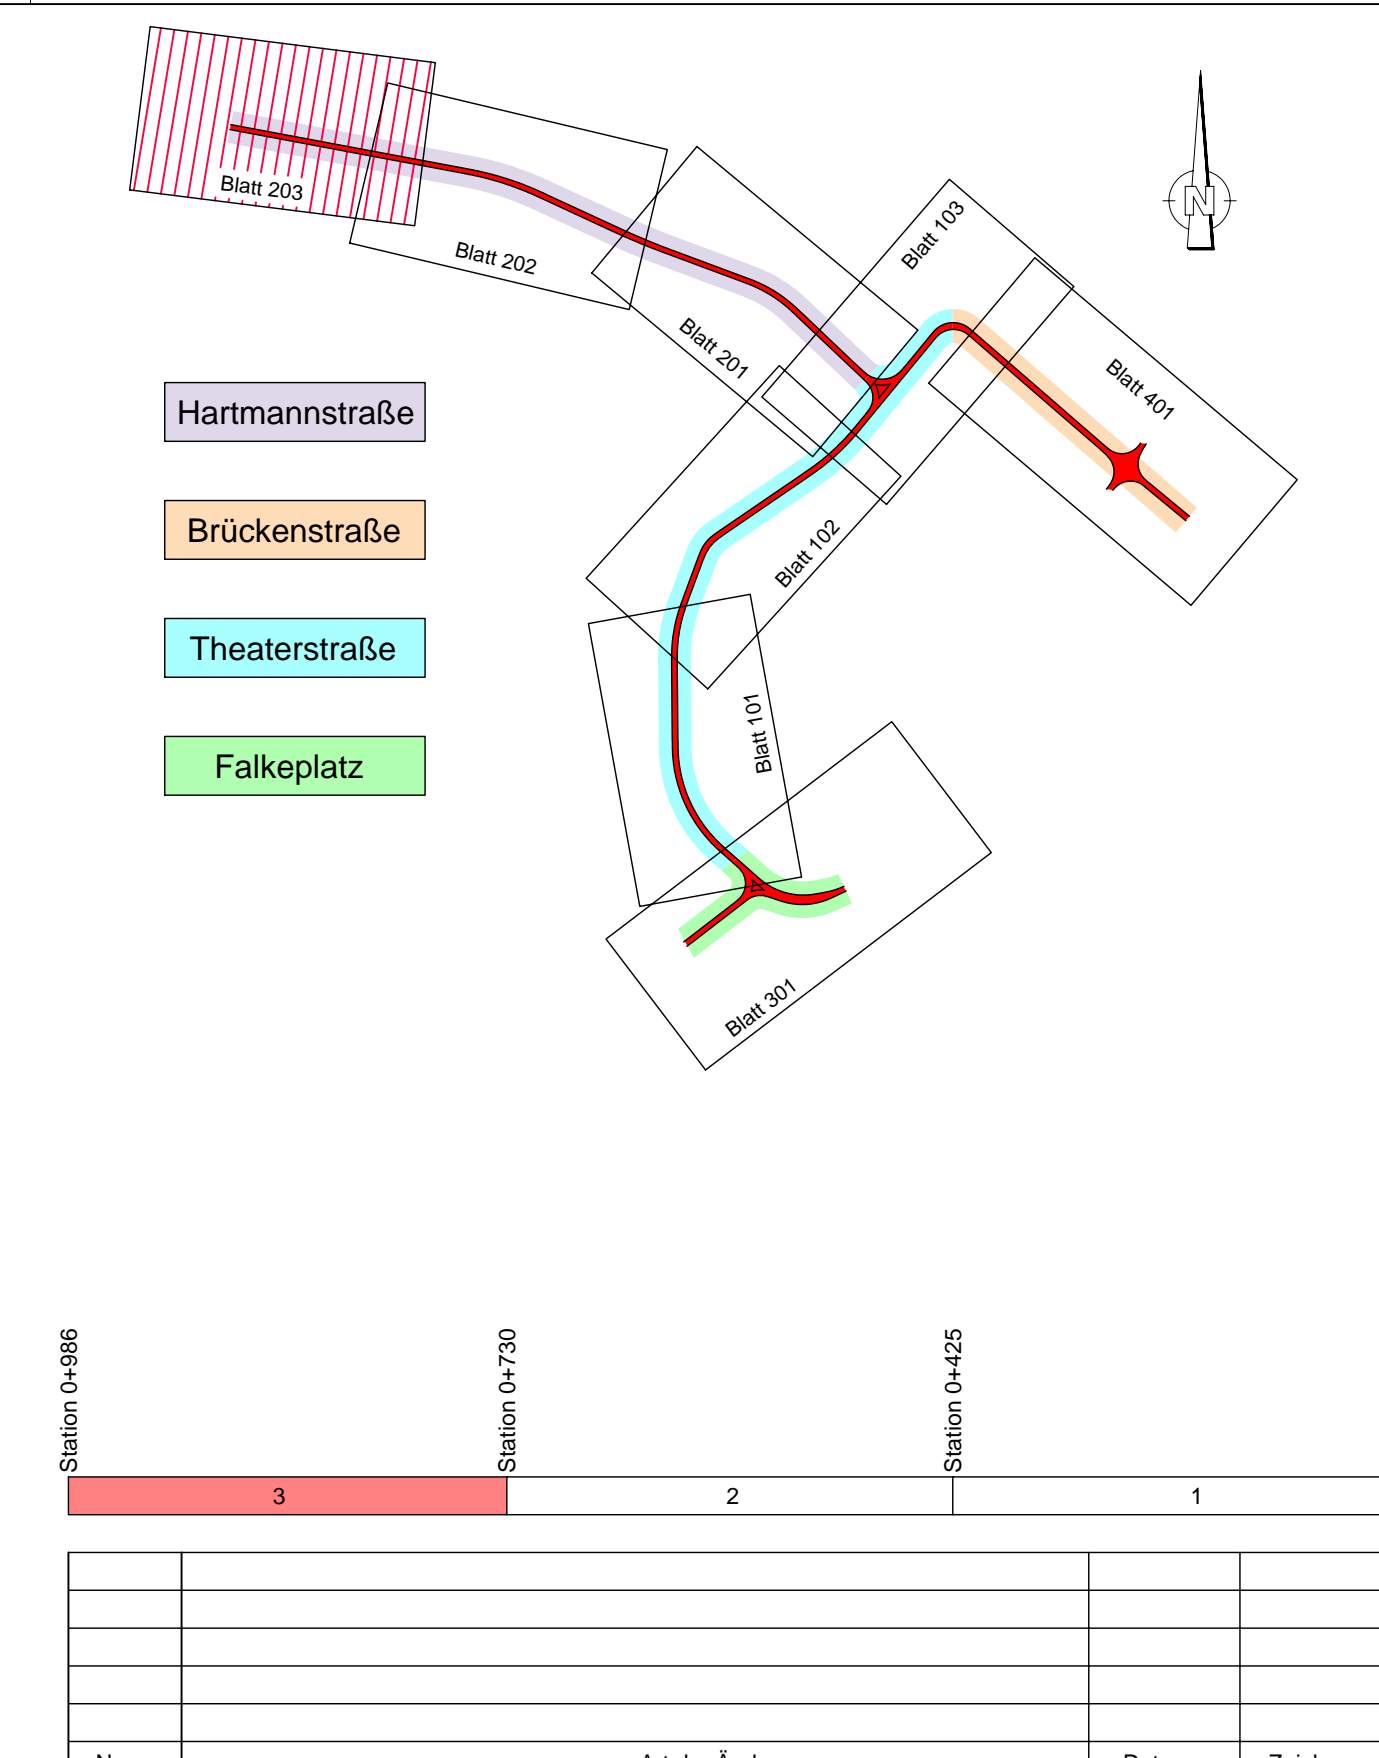 Blatt 203
Blatt 202
Blatt 103
N
Blatt 201
Blatt 401
Hartmannstraße
Brückenstraße
Blatt 102
Theaterstraße
Blatt 101
Falkeplatz
Blatt 301
Station 0+986
Station 0+730
Station 0+425
3 2 1